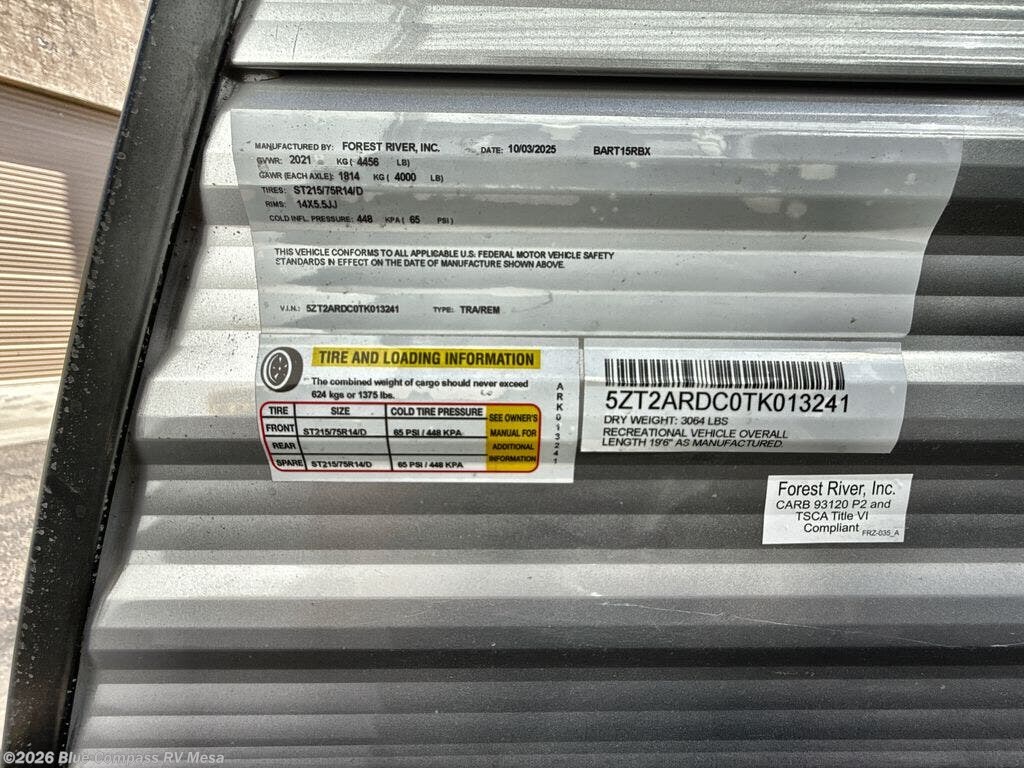 MANUFACTURED BY: FOREST RIVER, INC. DATE: 10/03/2025 BART15RBX
GVWR: 2021 KG ( 4456 LB)
GAWR (EACH AXLE): 1814 KG ( 4000 LB)
TIRES: ST215/75R14/D
RIMS: 14X5.5JJ
COLD INFL. PRESSURE: 448 KPA ( 65 PSI )
THIS VEHICLE CONFORMS TO ALL APPLICABLE U.S. FEDERAL MOTOR VEHICLE SAFETY
STANDARDS IN EFFECT ON THE DATE OF MANUFACTURE SHOWN ABOVE.
V.I.N.: 5ZT2ARDC0TK013241 TYPE: TRA/REM
TIRE AND LOADING INFORMATION
The combined weight of cargo should never exceed
624 kgs or 1375 lbs.
TIRE SIZE COLD TIRE PRESSURE
FRONT ST215/75R14/D 65 PSI / 448 KPA
REAR
SPARE ST215/75R14/D 65 PSI / 448 KPA
SEE OWNER'S
MANUAL FOR
ADDITIONAL
INFORMATION
ARK013241
5ZT2ARDC0TK013241
DRY WEIGHT: 3064 LBS
RECREATIONAL VEHICLE OVERALL
LENGTH 19'6" AS MANUFACTURED.
Forest River, Inc.
CARB 93120 P2 and
TSCA Title VI
Compliant FRZ-035_A
©2026 Blue Compass RV Mesa